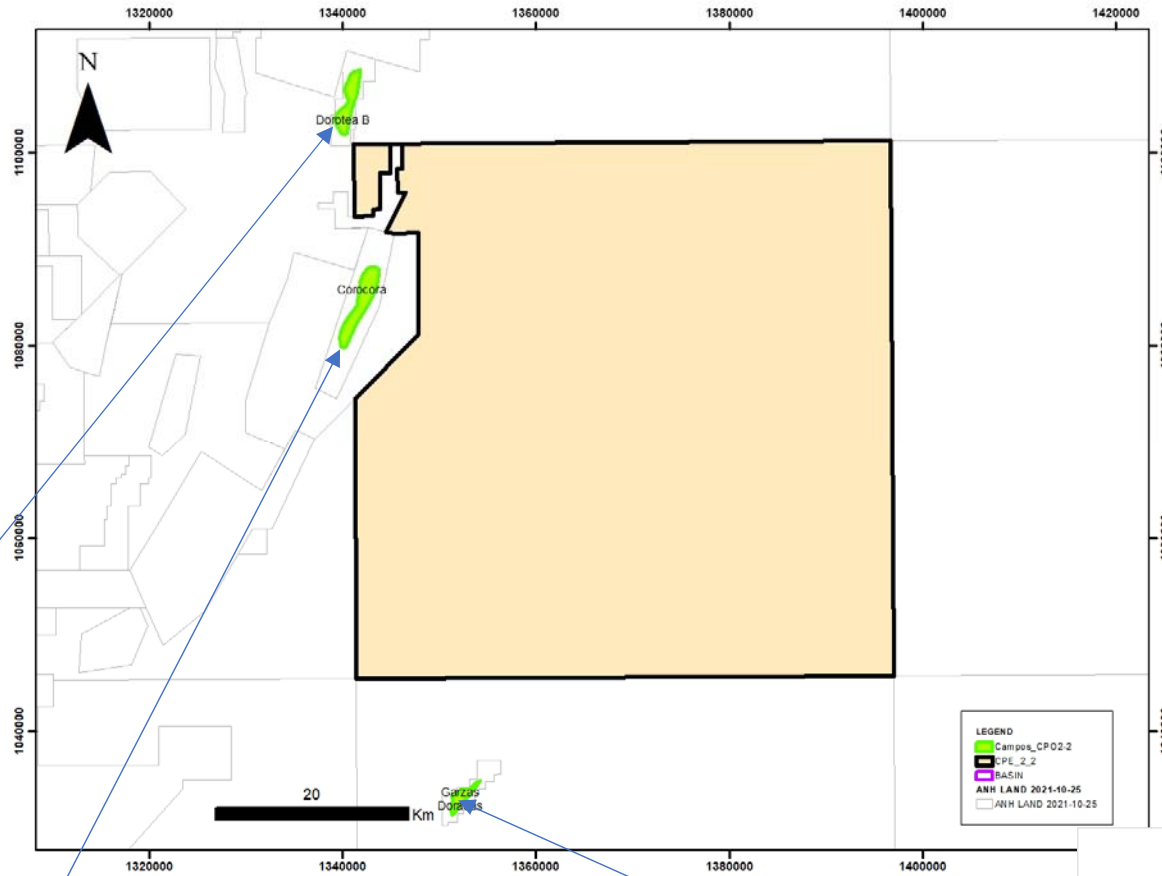 1320000 1340000 1360000 1380000 1400000 1420000
N
Dorotea B
1100000
Corocora
1080000
1060000
1040000
LEGEND
Campos_CPO2-2
CPE_2_2
BASIN
ANH LAND 2021-10-25
ANH LAND 2021-10-25
Garzas
20
Km
1320000 1340000 1360000 1380000 1400000